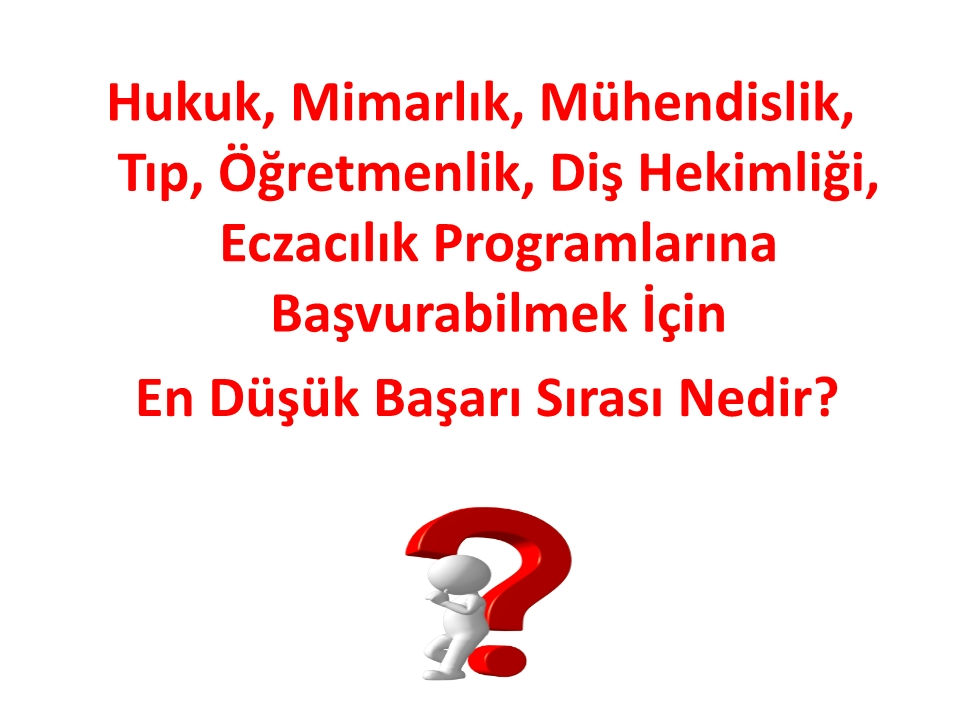 Hukuk, Mimarlık, Mühendislik,
Tıp, Öğretmenlik, Diş Hekimliği,
Eczacılık Programlarına
Başvurabilmek İçin
En Düşük Başarı Sırası Nedir?